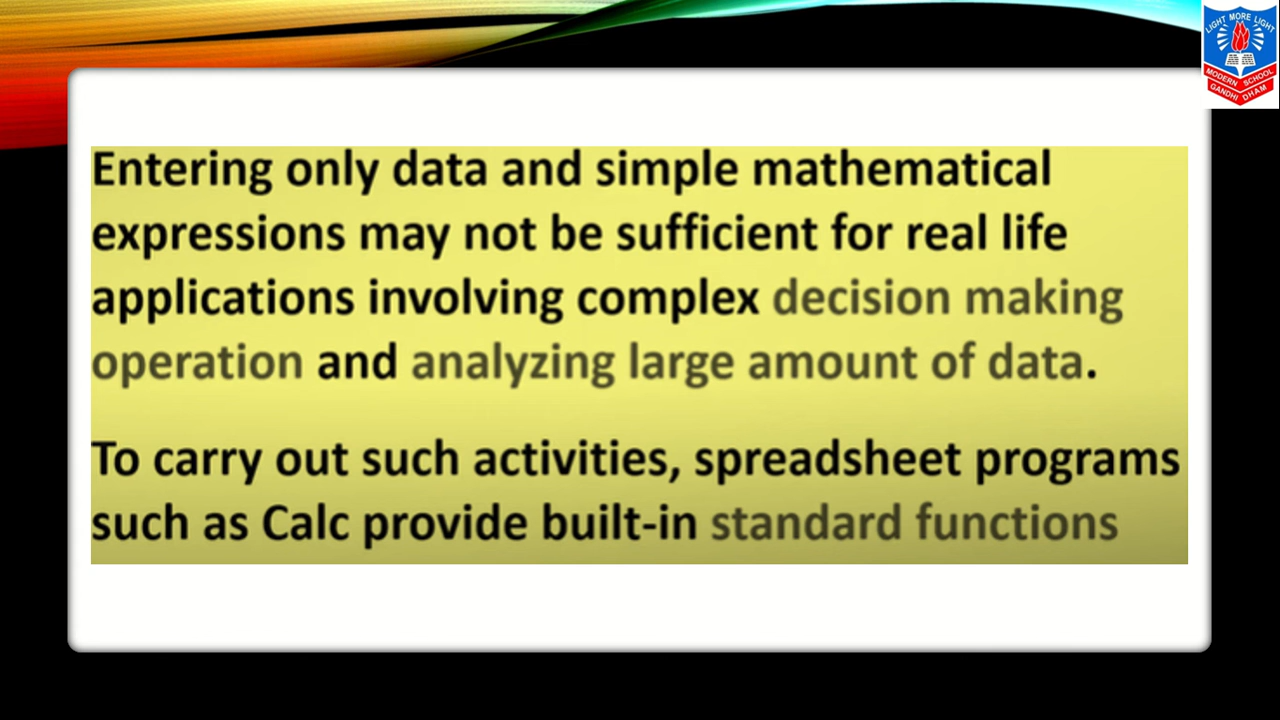 LIGHT MORE LIGHT
MODERN SCHOOL
GANDHI DHAM
Entering only data and simple mathematical
expressions may not be sufficient for real life
applications involving complex decision making
operation and analyzing large amount of data.
To carry out such activities, spreadsheet programs
such as Calc provide built-in standard functions